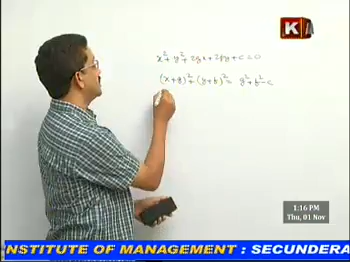 x² + y² + 2gx + 2fy + c = 0
(x+g)² + (y+f)² = g² + f² - c
K
1:16 PM
Thu, 01 Nov
NSTITUTE OF MANAGEMENT : SECUNDERA